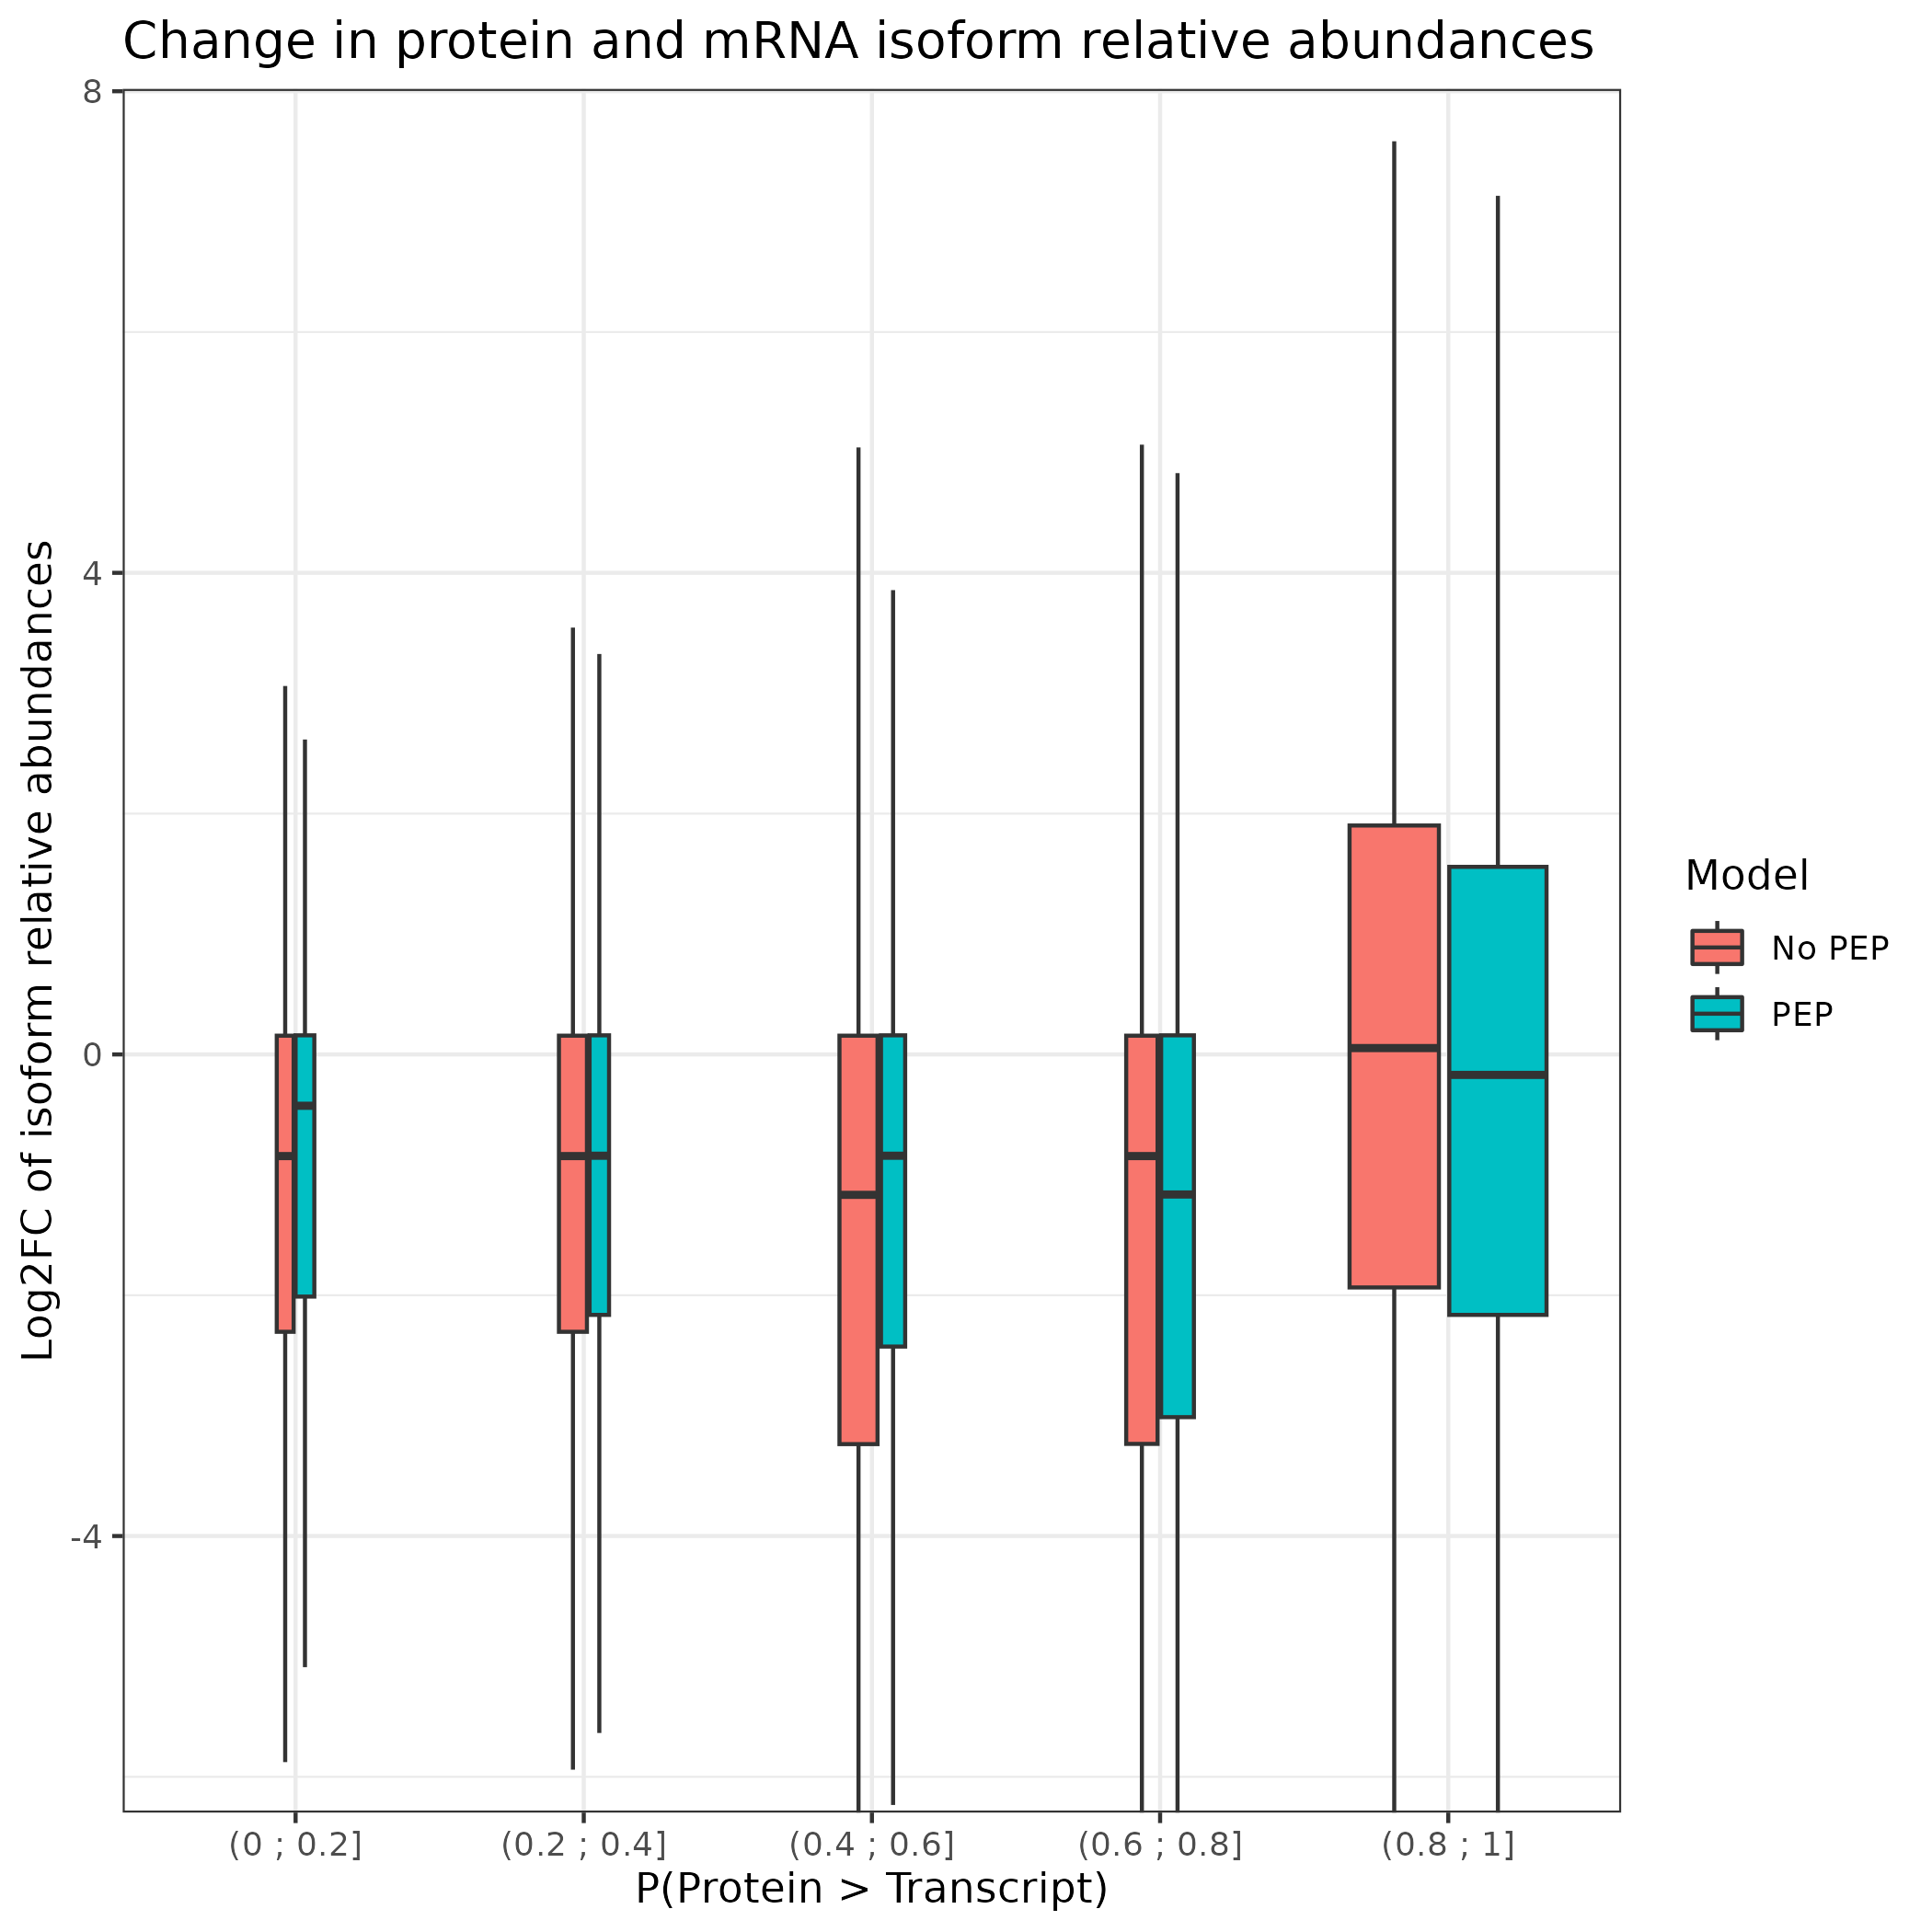 Change in protein and mRNA isoform relative abundances
Log2FC of isoform relative abundances
8
4
0
-4
(0 ; 0.2]
(0.2 ; 0.4]
(0.4 ; 0.6]
(0.6 ; 0.8]
(0.8 ; 1]
P(Protein > Transcript)
Model
No PEP
PEP